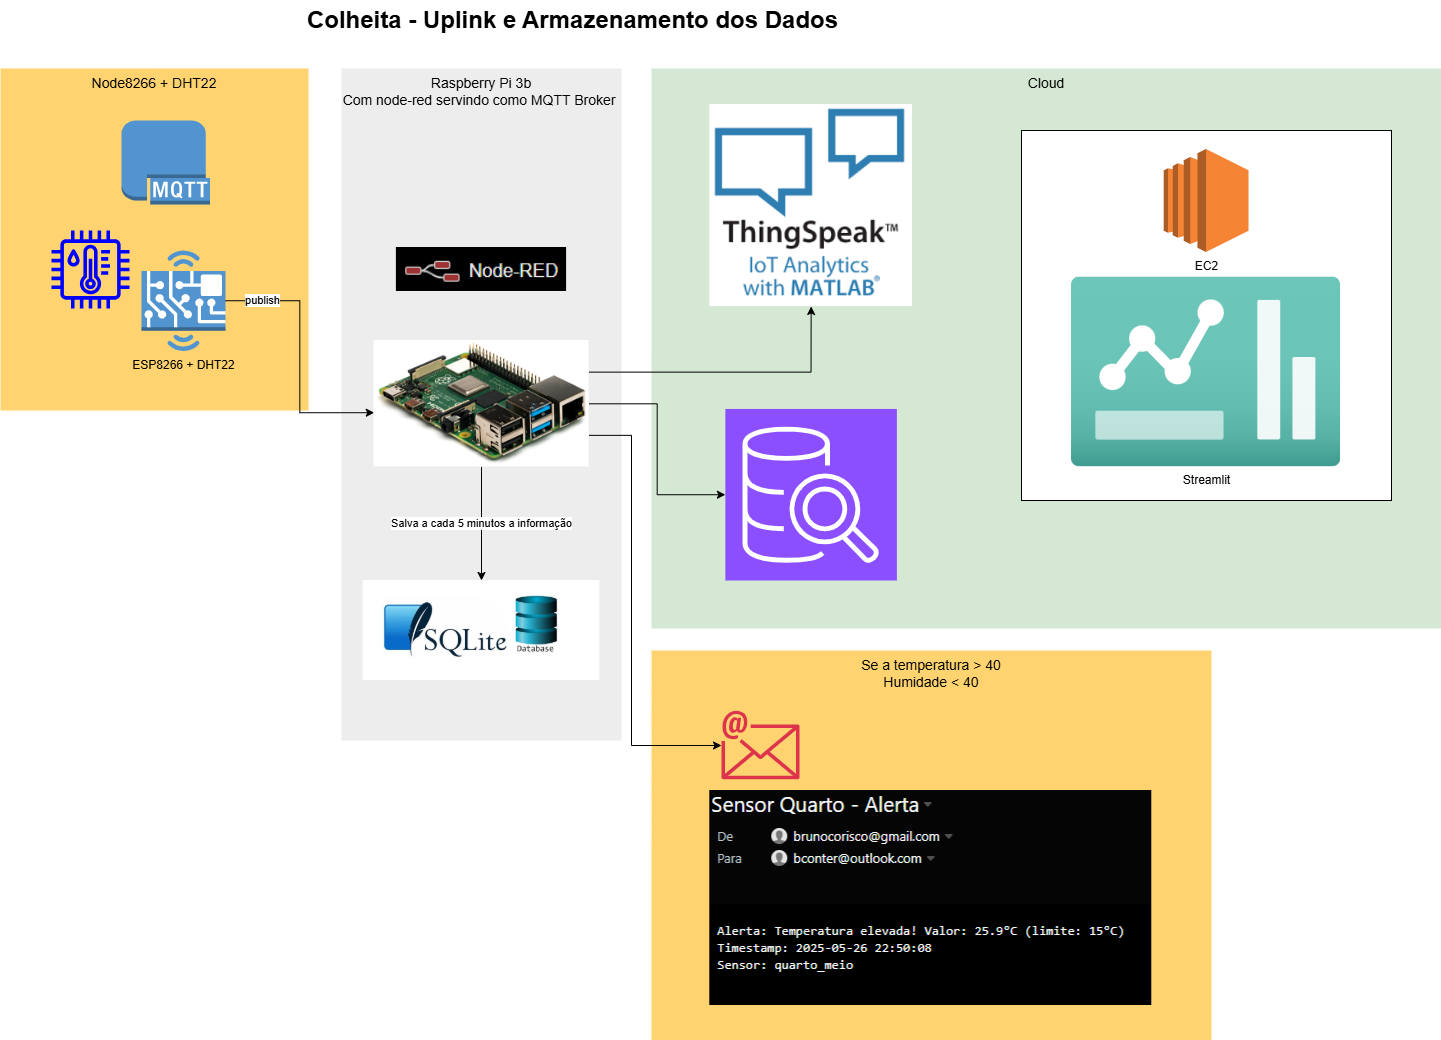 Colheita - Uplink e Armazenamento dos Dados
Node8266 + DHT22
MQTT
publish
ESP8266 + DHT22
Raspberry Pi 3b
Com node-red servindo como MQTT Broker
Node-RED
Salva a cada 5 minutos a informação
SQLite
Database
Cloud
ThingSpeak™
IoT Analytics
with MATLAB®
EC2
Streamlit
Se a temperatura > 40
Humidade < 40
@
Sensor Quarto - Alerta
De brunocorisco@gmail.com
Para bconter@outlook.com
Alerta: Temperatura elevada! Valor: 25.9°C (limite: 15°C)
Timestamp: 2025-05-26 22:50:08
Sensor: quarto_meio